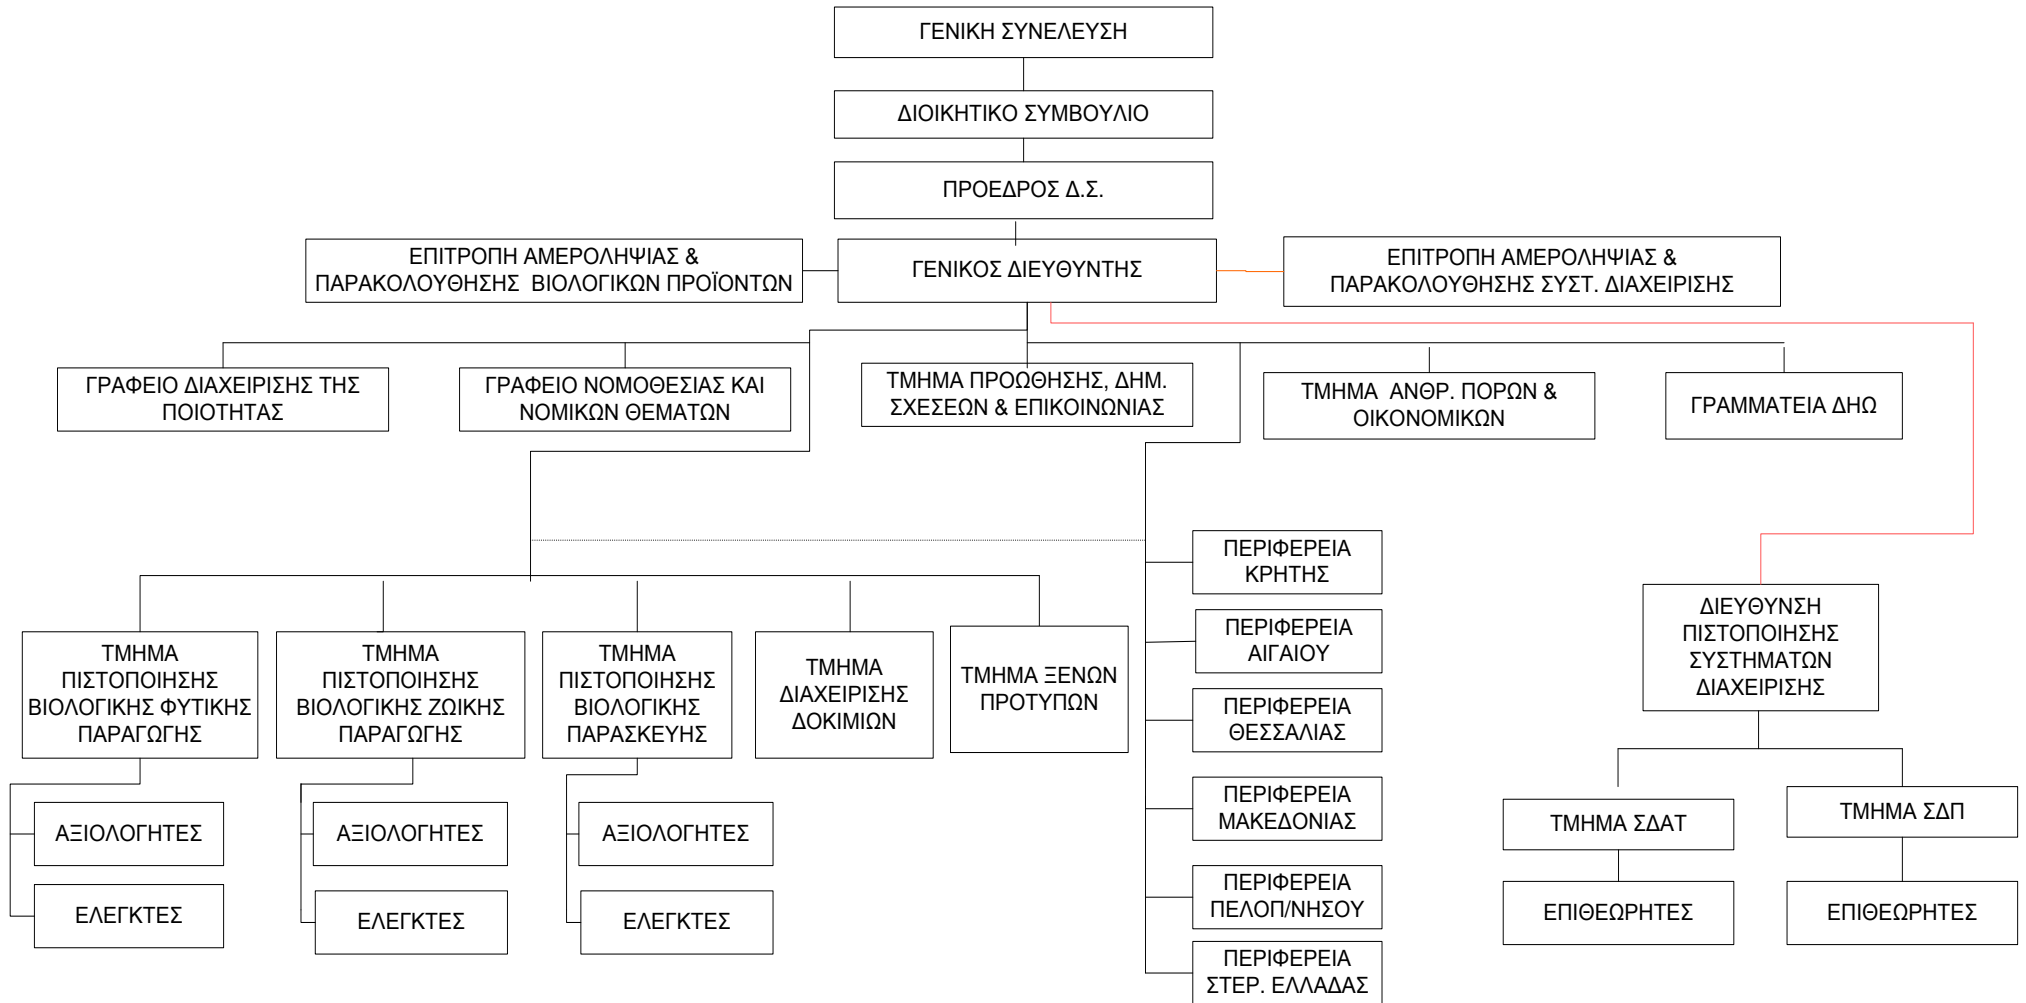 ΓΕΝΙΚΗ ΣΥΝΕΛΕΥΣΗ
ΔΙΟΙΚΗΤΙΚΟ ΣΥΜΒΟΥΛΙΟ
ΠΡΟΕΔΡΟΣ Δ.Σ.
ΕΠΙΤΡΟΠΗ ΑΜΕΡΟΛΗΨΙΑΣ &
ΠΑΡΑΚΟΛΟΥΘΗΣΗΣ ΒΙΟΛΟΓΙΚΩΝ ΠΡΟΪΟΝΤΩΝ
ΓΕΝΙΚΟΣ ΔΙΕΥΘΥΝΤΗΣ
ΕΠΙΤΡΟΠΗ ΑΜΕΡΟΛΗΨΙΑΣ &
ΠΑΡΑΚΟΛΟΥΘΗΣΗΣ ΣΥΣΤ. ΔΙΑΧΕΙΡΙΣΗΣ
ΓΡΑΦΕΙΟ ΔΙΑΧΕΙΡΙΣΗΣ ΤΗΣ
ΠΟΙΟΤΗΤΑΣ
ΓΡΑΦΕΙΟ ΝΟΜΟΘΕΣΙΑΣ ΚΑΙ
ΝΟΜΙΚΩΝ ΘΕΜΑΤΩΝ
ΤΜΗΜΑ ΠΡΟΩΘΗΣΗΣ, ΔΗΜ.
ΣΧΕΣΕΩΝ & ΕΠΙΚΟΙΝΩΝΙΑΣ
ΤΜΗΜΑ ΑΝΘΡ. ΠΟΡΩΝ &
ΟΙΚΟΝΟΜΙΚΩΝ
ΓΡΑΜΜΑΤΕΙΑ ΔΗΩ
ΤΜΗΜΑ
ΠΙΣΤΟΠΟΙΗΣΗΣ
ΒΙΟΛΟΓΙΚΗΣ ΦΥΤΙΚΗΣ
ΠΑΡΑΓΩΓΗΣ
ΑΞΙΟΛΟΓΗΤΕΣ
ΕΛΕΓΚΤΕΣ
ΤΜΗΜΑ
ΠΙΣΤΟΠΟΙΗΣΗΣ
ΒΙΟΛΟΓΙΚΗΣ ΖΩΙΚΗΣ
ΠΑΡΑΓΩΓΗΣ
ΑΞΙΟΛΟΓΗΤΕΣ
ΕΛΕΓΚΤΕΣ
ΤΜΗΜΑ
ΠΙΣΤΟΠΟΙΗΣΗΣ
ΒΙΟΛΟΓΙΚΗΣ
ΠΑΡΑΣΚΕΥΗΣ
ΑΞΙΟΛΟΓΗΤΕΣ
ΕΛΕΓΚΤΕΣ
ΤΜΗΜΑ
ΔΙΑΧΕΙΡΙΣΗΣ
ΔΟΚΙΜΙΩΝ
ΤΜΗΜΑ ΞΕΝΩΝ
ΠΡΟΤΥΠΩΝ
ΠΕΡΙΦΕΡΕΙΑ
ΚΡΗΤΗΣ
ΠΕΡΙΦΕΡΕΙΑ
ΑΙΓΑΙΟΥ
ΠΕΡΙΦΕΡΕΙΑ
ΘΕΣΣΑΛΙΑΣ
ΠΕΡΙΦΕΡΕΙΑ
ΜΑΚΕΔΟΝΙΑΣ
ΠΕΡΙΦΕΡΕΙΑ
ΠΕΛΟΠ/ΝΗΣΟΥ
ΠΕΡΙΦΕΡΕΙΑ
ΣΤΕΡ. ΕΛΛΑΔΑΣ
ΔΙΕΥΘΥΝΣΗ
ΠΙΣΤΟΠΟΙΗΣΗΣ
ΣΥΣΤΗΜΑΤΩΝ
ΔΙΑΧΕΙΡΙΣΗΣ
ΤΜΗΜΑ ΣΔΑΤ
ΕΠΙΘΕΩΡΗΤΕΣ
ΤΜΗΜΑ ΣΔΠ
ΕΠΙΘΕΩΡΗΤΕΣ